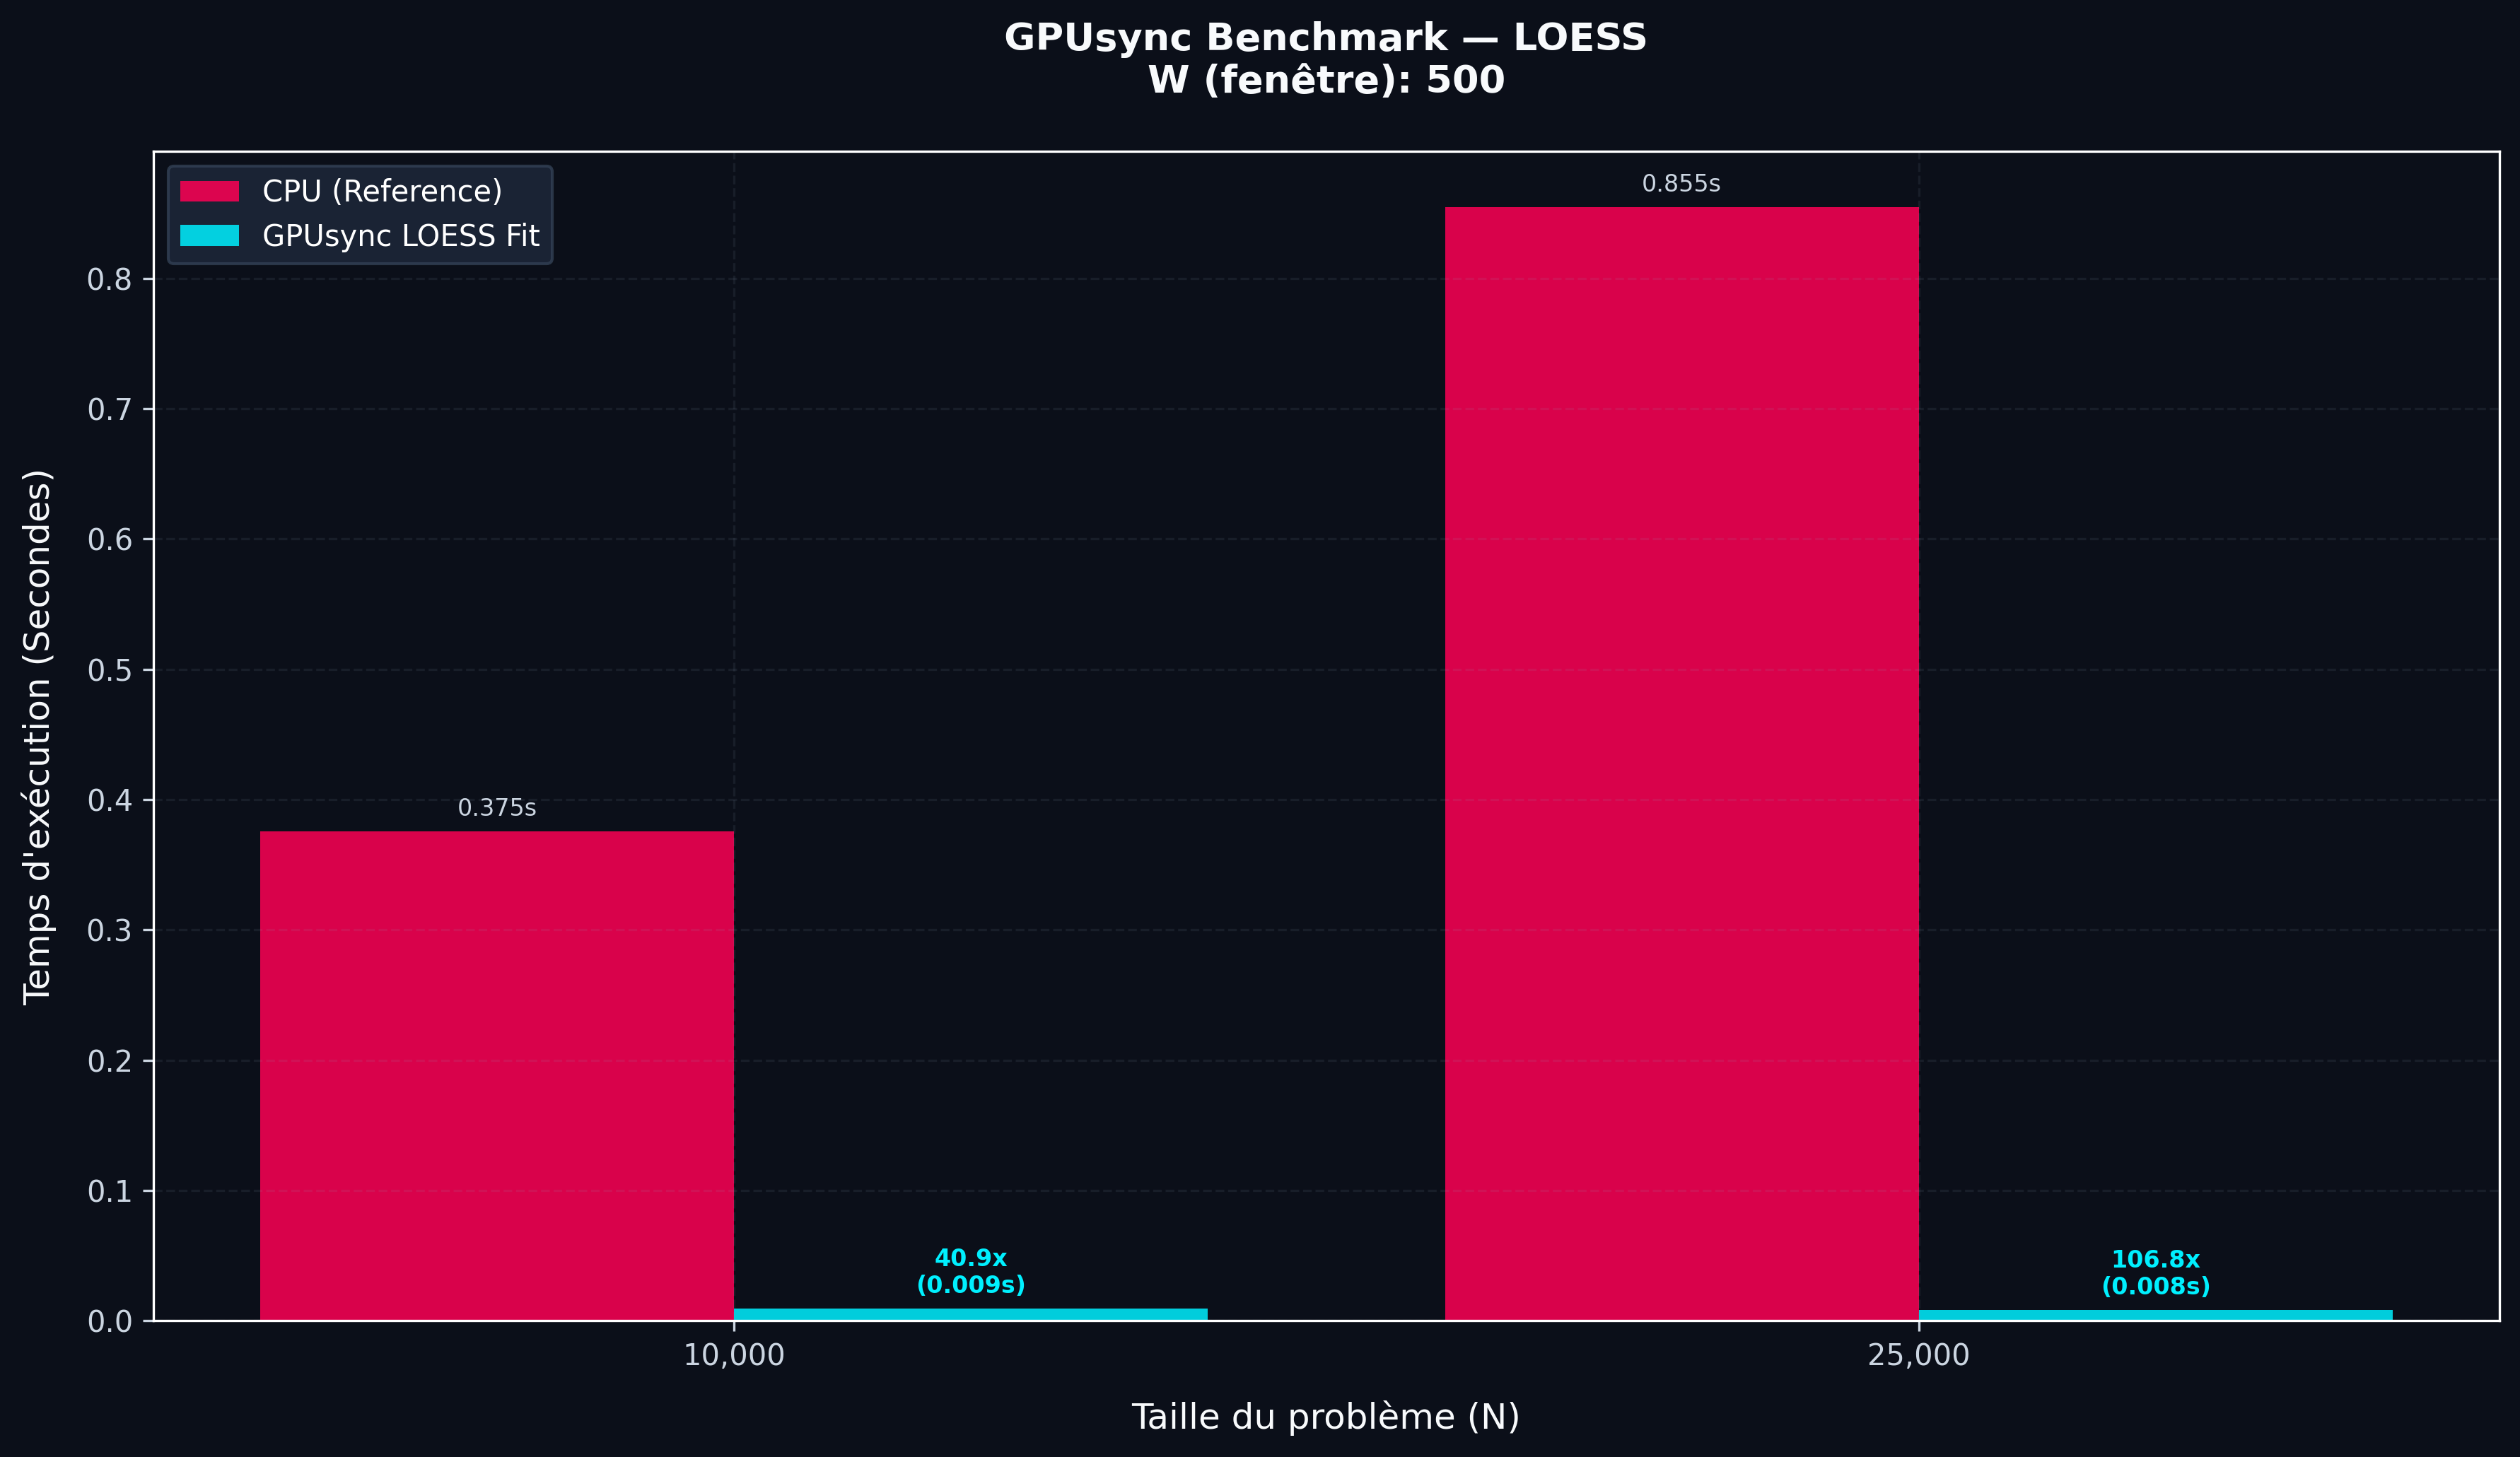 GPUsync Benchmark — LOESS
W (fenêtre): 500
CPU (Reference)
GPUsync LOESS Fit
Temps d'exécution (Secondes)
0.8
0.7
0.6
0.5
0.4
0.3
0.2
0.1
0.0
0.375s
40.9x
(0.009s)
0.855s
106.8x
(0.008s)
10,000
25,000
Taille du problème (N)